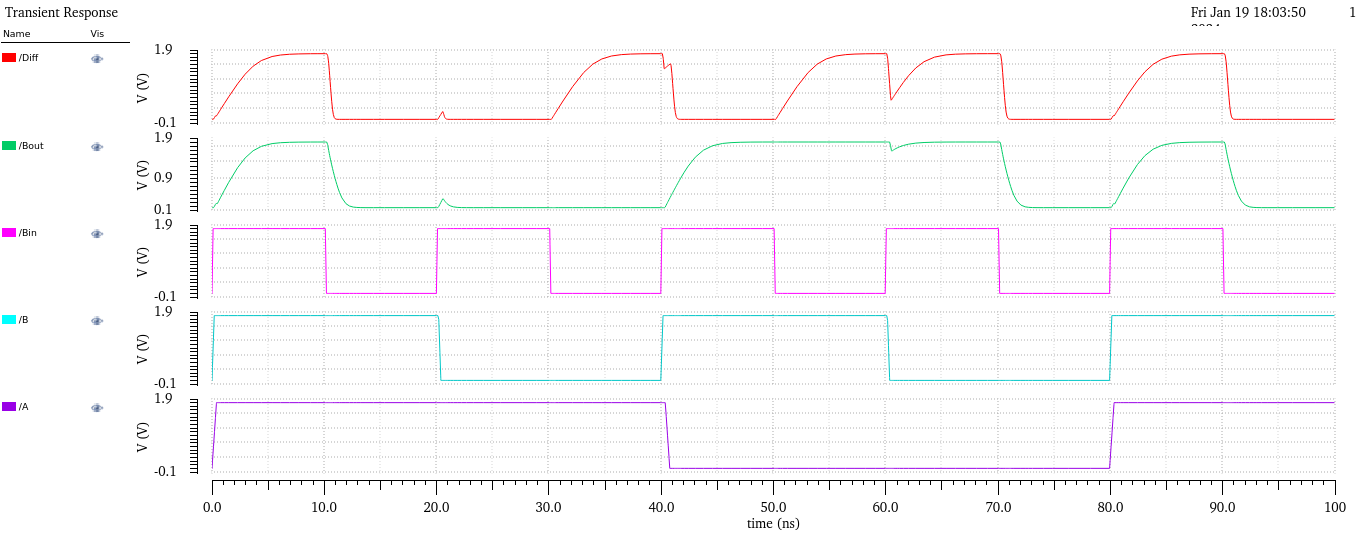 Transient Response
Fri Jan 19 18:03:50 1
Name Vis
/Diff
V (V)
1.9
-0.1
/Bout
V (V)
1.9
0.9
0.1
/Bin
V (V)
1.9
-0.1
/B
V (V)
1.9
-0.1
/A
V (V)
1.9
-0.1
0.0 10.0 20.0 30.0 40.0 50.0 60.0 70.0 80.0 90.0 100
time (ns)